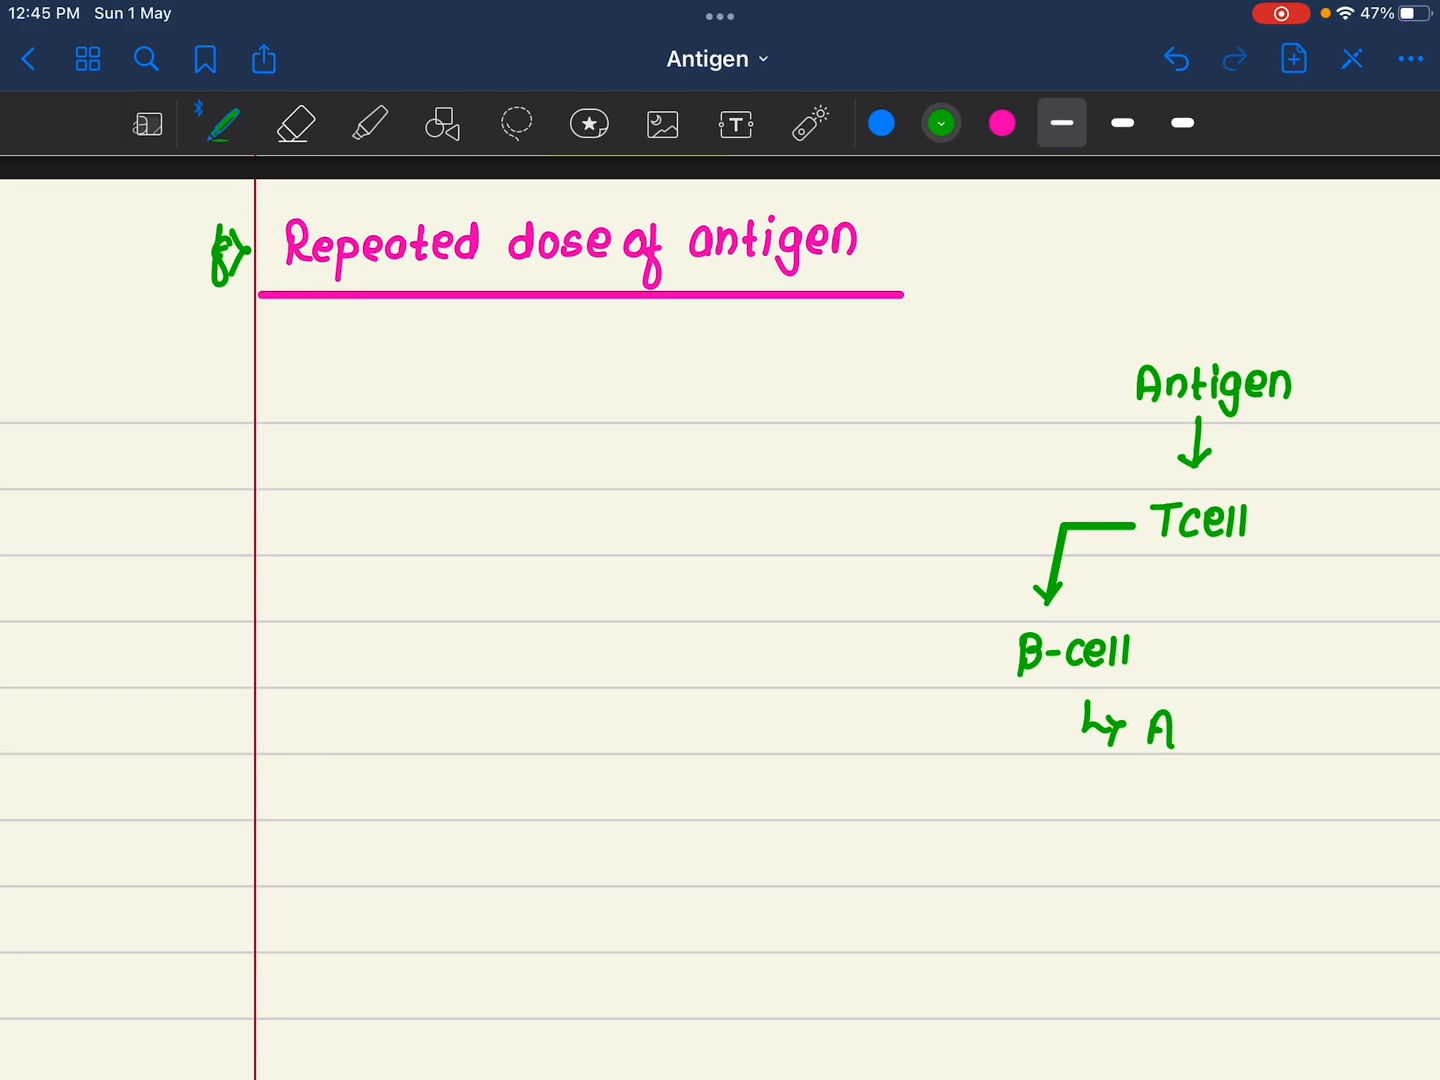 12:45 PM Sun 1 May
47%
Antigen
T
f> Repeated dose of antigen
Antigen
Tcell
B-cell
A